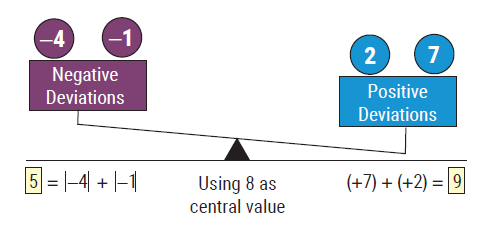 –4
–1
2
7
Negative
Deviations
Positive
Deviations
5 = |–4| + |–1|
Using 8 as
central value
(+7) + (+2) = 9